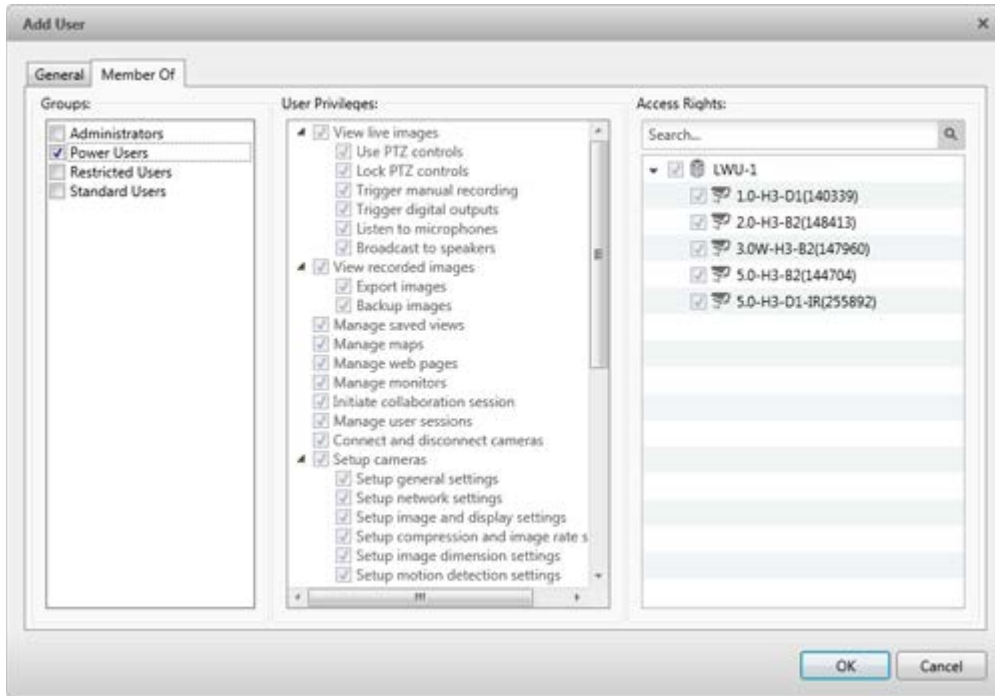 Add User
General
Member Of
Groups:
Administrators
Power Users
Restricted Users
Standard Users
User Privileges:
View live images
Use PTZ controls
Lock PTZ controls
Trigger manual recording
Trigger digital outputs
Listen to microphones
Broadcast to speakers
View recorded images
Export images
Backup images
Manage saved views
Manage maps
Manage web pages
Manage monitors
Initiate collaboration session
Manage user sessions
Connect and disconnect cameras
Setup cameras
Setup general settings
Setup network settings
Setup image and display settings
Setup compression and image rate s
Setup image dimension settings
Setup motion detection settings
Access Rights:
Search...
LWU-1
1.0-H3-D1(140339)
2.0-H3-B2(148413)
3.0W-H3-B2(147960)
5.0-H3-B2(144704)
5.0-H3-D1-IR(255892)
OK
Cancel